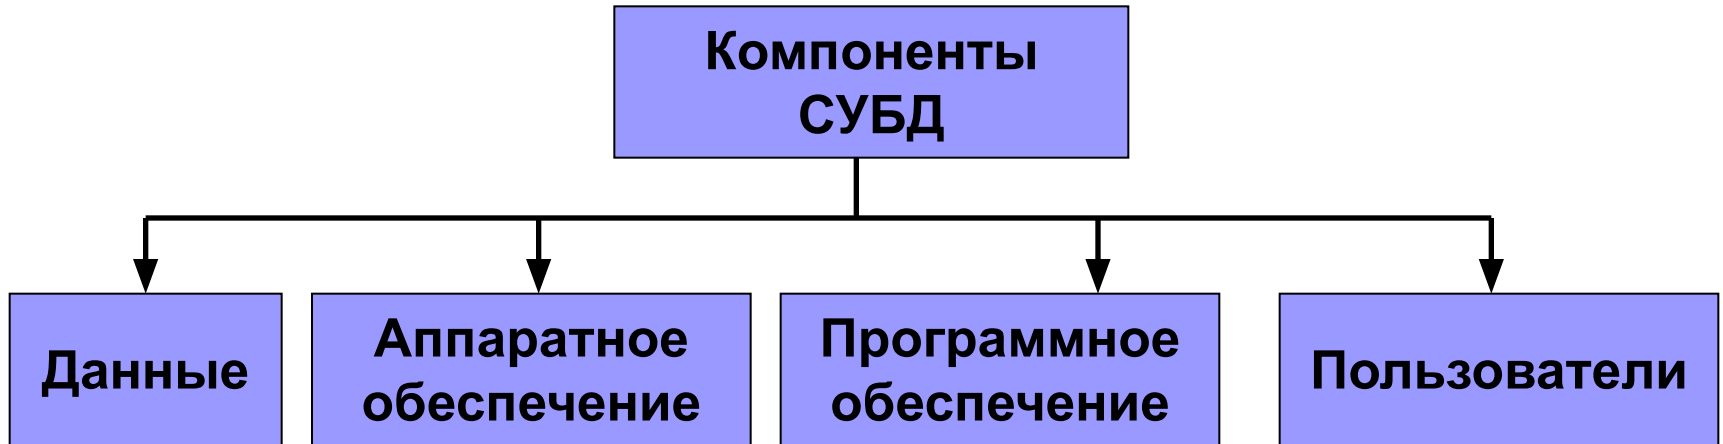 Компоненты
СУБД
Данные
Аппаратное
обеспечение
Программное
обеспечение
Пользователи